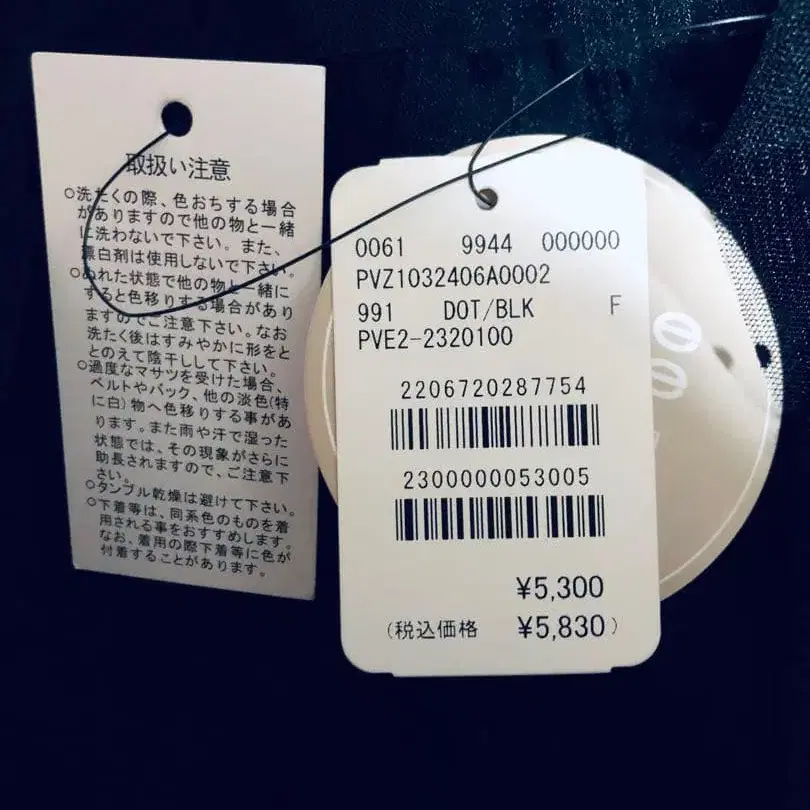 取扱い注意
○洗たくの際、色おちする場合
がありますので他の物と一緒
に洗わないで下さい。また、
漂白剤は使用しないで下さい。
○ぬれた状態で他の物と一緒に
すると色移りする場合があり
ますのでご注意下さい。なお
洗たく後はすみやかに形をと
とのえて陰干しして下さい。
○過度なマサツを受けた場合、
ベルトやバック、他の淡色(特
に白)物へ色移りする事があ
ります。また雨や汗で湿った
状態では、その現象がさらに
助長されますので、ご注意下
さい。
○タンブル乾燥は避けて下さい。
○下着等は、同系色のものを着
用される事をおすすめします。
なお、着用の際下着等に色が
付着することがあります。
0061 9944 000000
PVZ1032406A0002
991 DOT/BLK F
PVE2-2320100
2206720287754
2300000053005
¥5,300
(税込価格 ¥5,830)